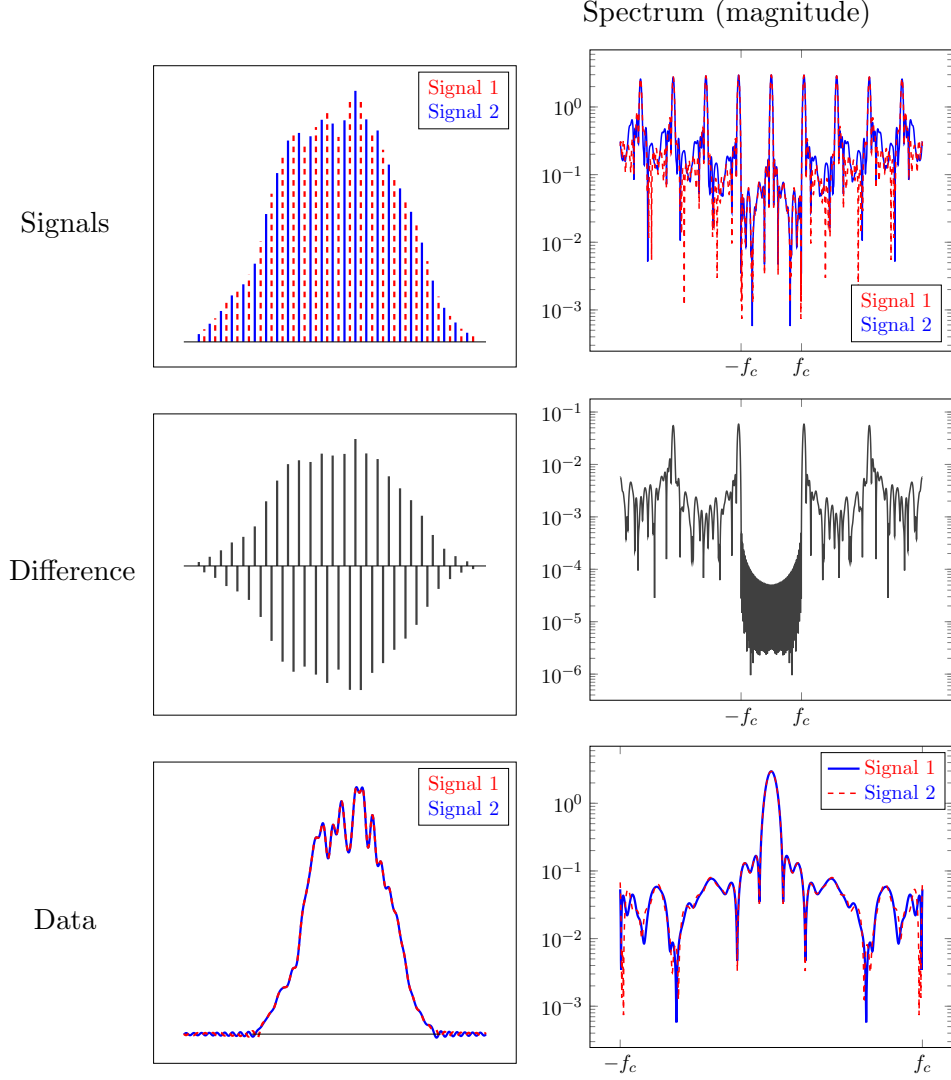 Spectrum (magnitude)
Signals
Signal 1
Signal 2
10^0
10^-1
10^-2
10^-3
Signal 1
Signal 2
−f_c
f_c
Difference
10^-1
10^-2
10^-3
10^-4
10^-5
10^-6
−f_c
f_c
Data
Signal 1
Signal 2
10^0
10^-1
10^-2
10^-3
Signal 1
Signal 2
−f_c
f_c